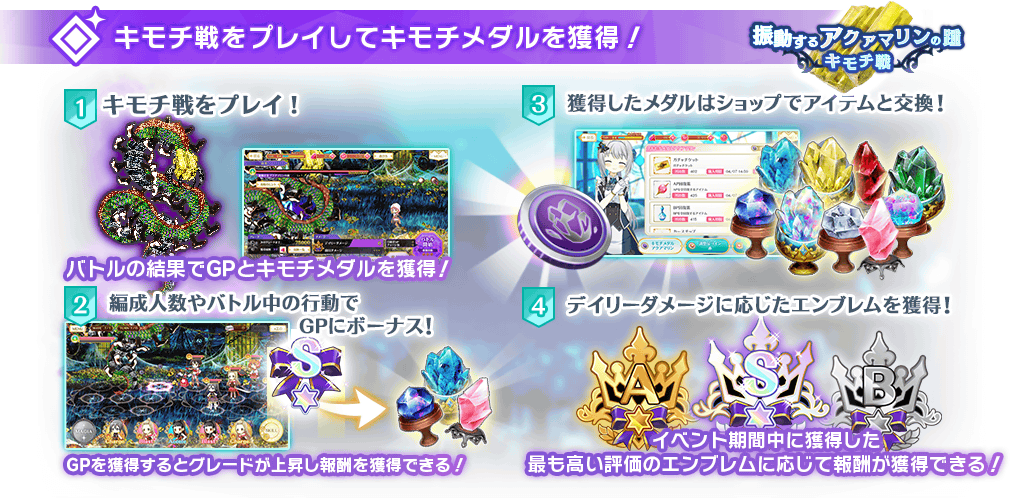 キモチ戦をプレイしてキモチメダルを獲得！
振動するアクアマリンの踵
キモチ戦
1 キモチ戦をプレイ！
バトルの結果でGPとキモチメダルを獲得！
2 編成人数やバトル中の行動で
GPにボーナス!
S
GPを獲得するとグレードが上昇し報酬を獲得できる！
3 獲得したメダルはショップでアイテムと交換！
4 デイリーダメージに応じたエンブレムを獲得！
A S B
イベント期間中に獲得した
最も高い評価のエンブレムに応じて報酬が獲得できる！